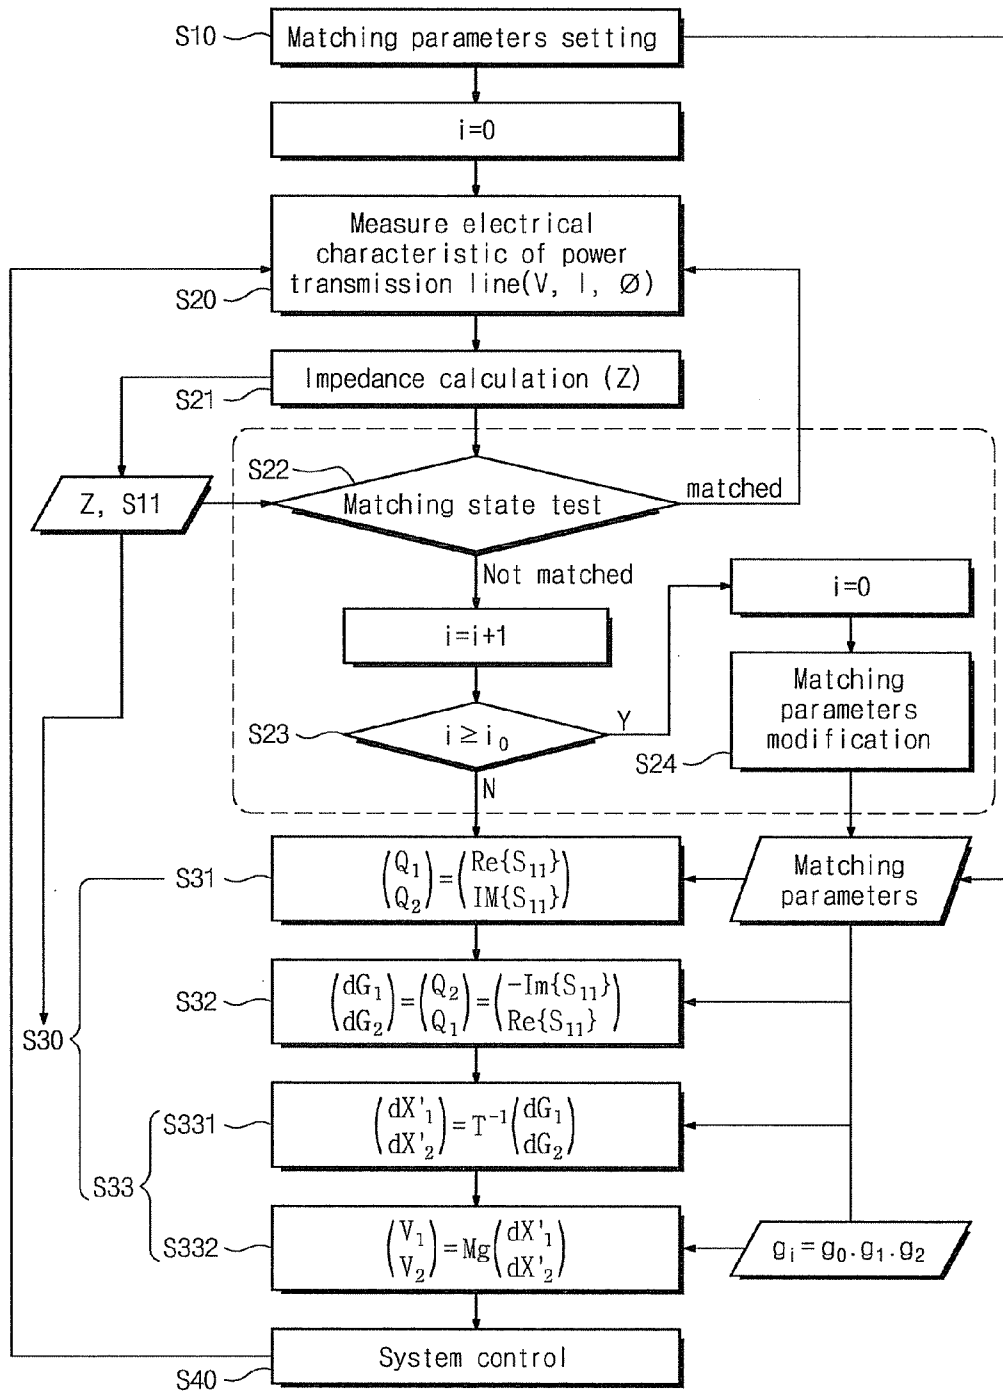 S10
Matching parameters setting
i=0
Measure electrical
characteristic of power
transmission line(V, I, Ø)
S20
Impedance calculation (Z)
S21
S22
Z, S11
Matching state test
matched
Not matched
i=0
i=i+1
Matching
parameters
modification
S23
i ≥ i₀
Y
S24
N
S31
(Q₁) = (Re{S₁₁})
(Q₂) (IM{S₁₁})
Matching
parameters
S32
(dG₁) = (Q₂) = (-Im{S₁₁})
(dG₂) (Q₁) (Re{S₁₁})
S30
S331
(dX'₁) = T⁻¹ (dG₁)
(dX'₂) (dG₂)
S33
S332
(V₁) = Mg (dX'₁)
(V₂) (dX'₂)
gᵢ = g₀.g₁.g₂
System control
S40